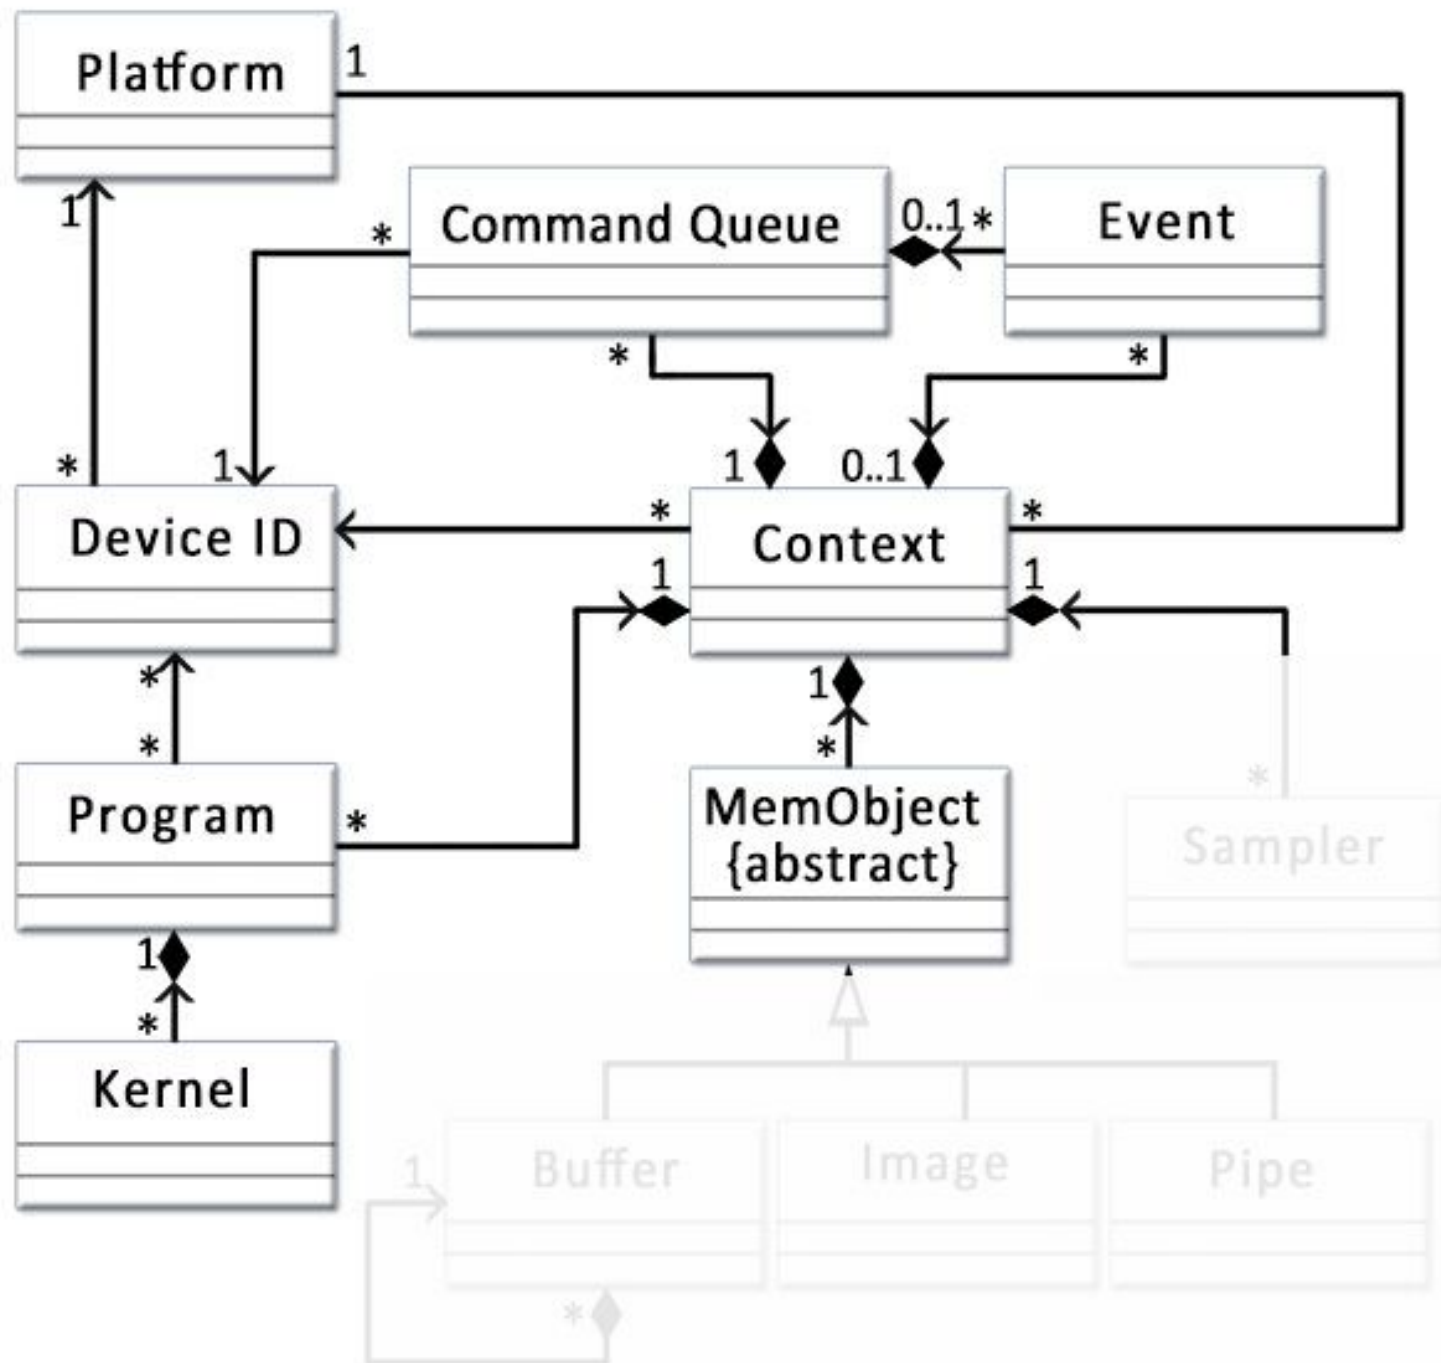 Platform
1
1
Command Queue
0..1
*
Event
*
*
*
*
1
1
0..1
Device ID
*
Context
*
1
1
*
*
1
*
*
Program
*
MemObject
{abstract}
Sampler
1
*
Kernel
1
Buffer
Image
Pipe
*